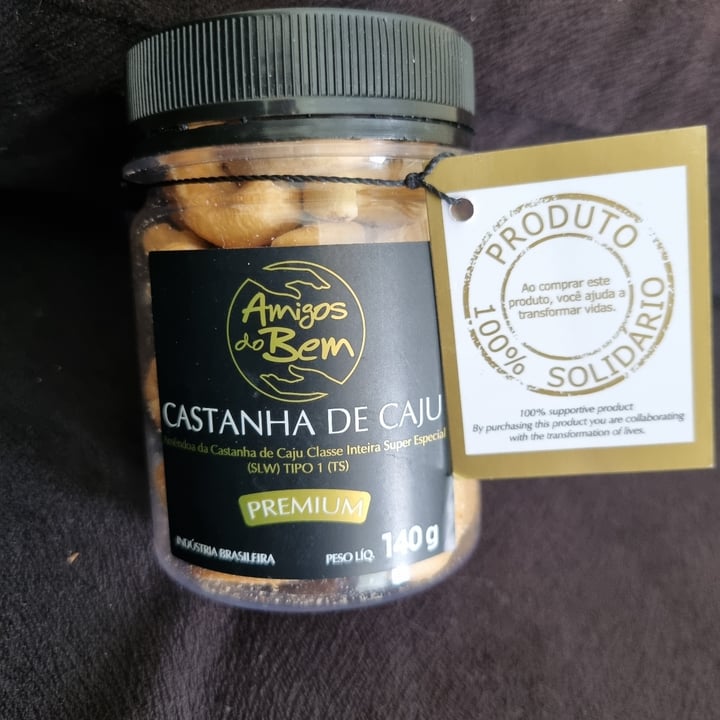 Amigos
do Bem
CASTANHA DE CAJU
Amêndoa da Castanha de Caju Classe Inteira Super Especial
(SLW) TIPO 1 (TS)
PREMIUM
INDÚSTRIA BRASILEIRA
PESO LÍQ. 140 g
PRODUTO
100% SOLIDÁRIO
Ao comprar este
produto, você ajuda a
transformar vidas.
100% supportive product
By purchasing this product you are collaborating
with the transformation of lives.